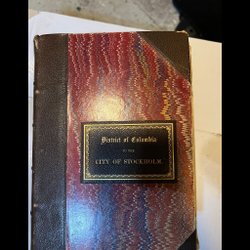 District of Columbia
TO THE
CITY OF STOCKHOLM.